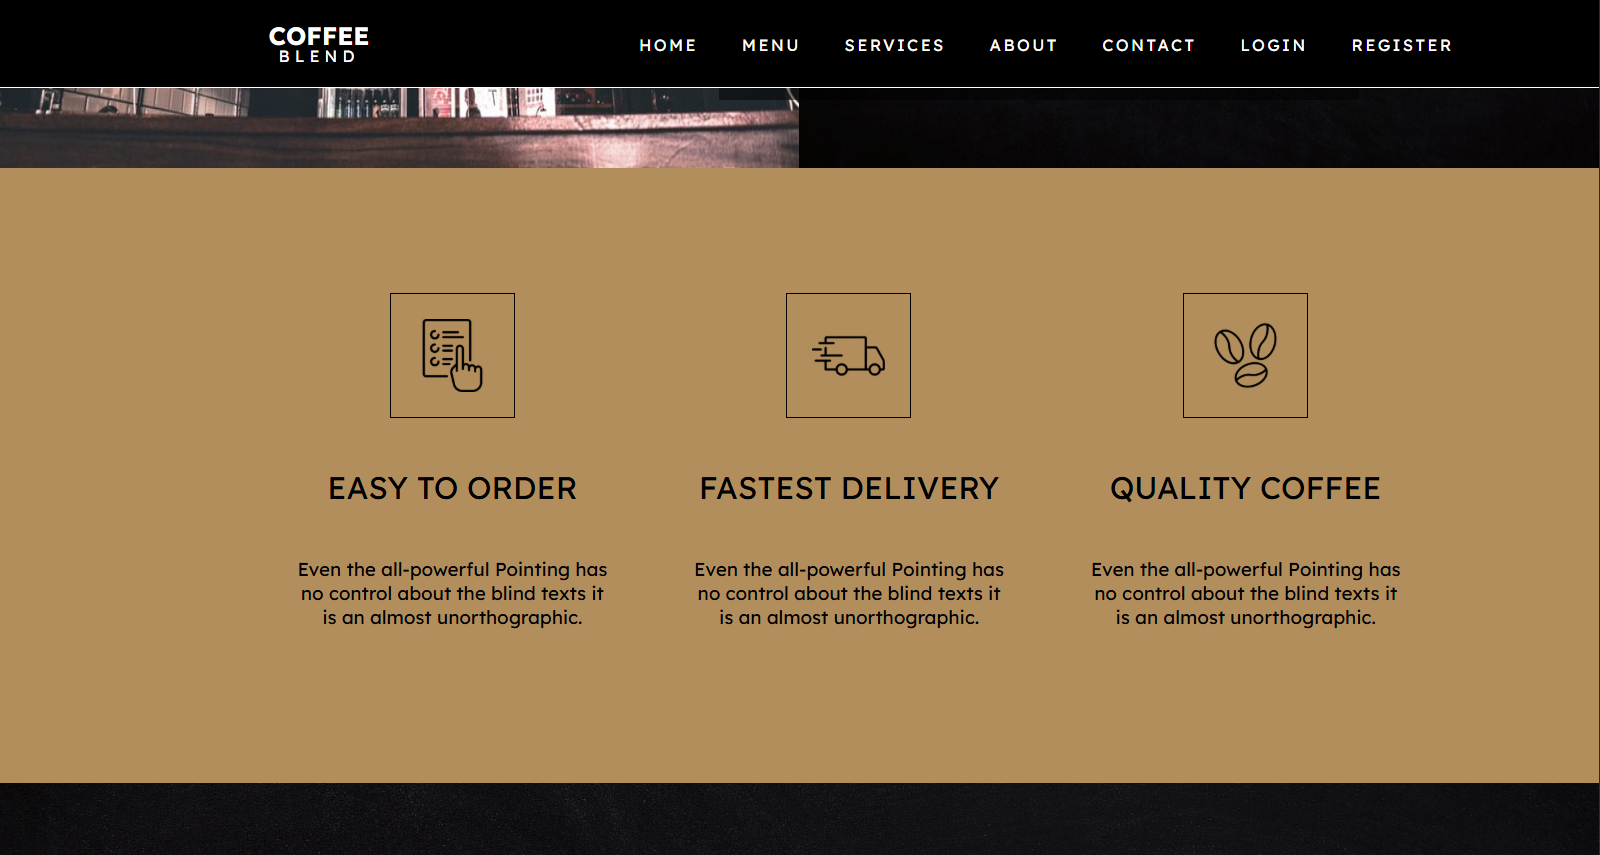 COFFEE
BLEND
HOME MENU SERVICES ABOUT CONTACT LOGIN REGISTER
EASY TO ORDER
Even the all-powerful Pointing has
no control about the blind texts it
is an almost unorthographic.
FASTEST DELIVERY
Even the all-powerful Pointing has
no control about the blind texts it
is an almost unorthographic.
QUALITY COFFEE
Even the all-powerful Pointing has
no control about the blind texts it
is an almost unorthographic.